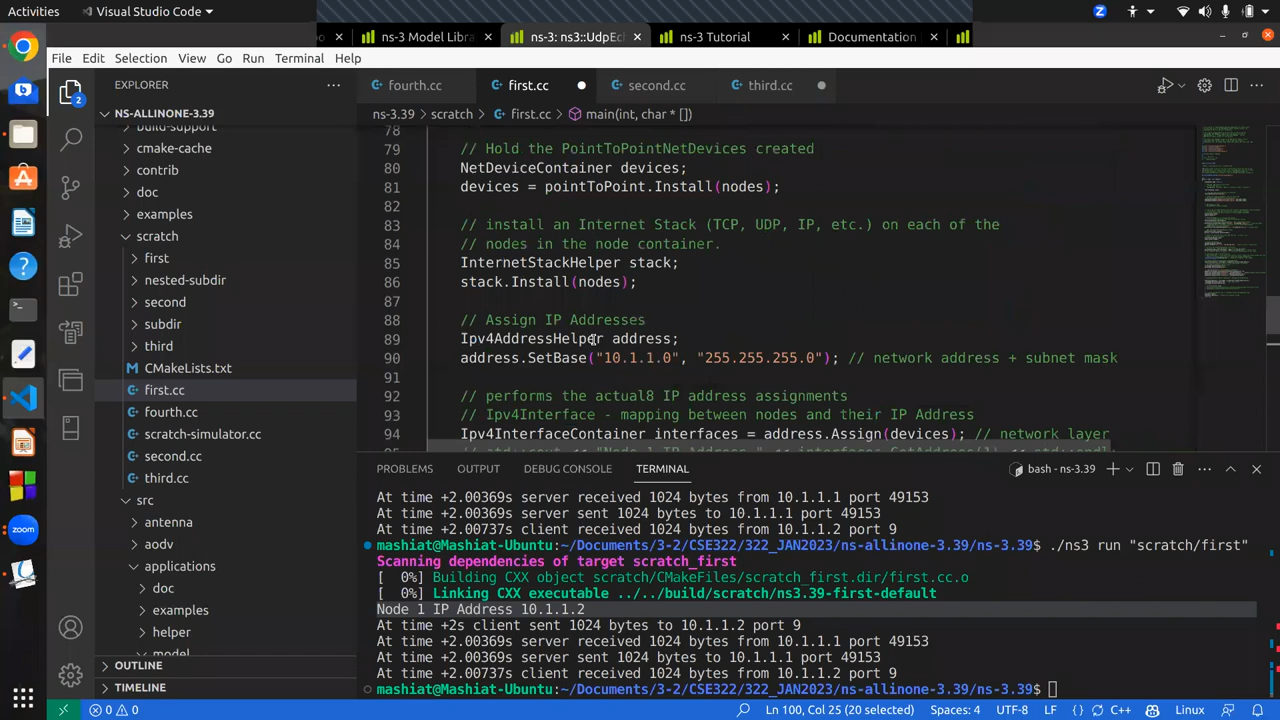 Activities
Visual Studio Code
ns-3 Model Libra
ns-3: ns3::UdpEc
ns-3 Tutorial
Documentation
File Edit Selection View Go Run Terminal Help
EXPLORER
fourth.cc
first.cc
second.cc
third.cc
NS-ALLINONE-3.39
ns-3.39 > scratch > first.cc > main(int, char * [])
build-support
cmake-cache
contrib
doc
examples
scratch
first
nested-subdir
second
subdir
third
CMakeLists.txt
first.cc
fourth.cc
scratch-simulator.cc
second.cc
third.cc
src
antenna
aodv
applications
doc
examples
helper
model
OUTLINE
TIMELINE
78
79 // Hold the PointToPointNetDevices created
80 NetDeviceContainer devices;
81 devices = pointToPoint.Install(nodes);
82
83 // install an Internet Stack (TCP, UDP, IP, etc.) on each of the
84 // nodes in the node container.
85 InternetStackHelper stack;
86 stack.Install(nodes);
87
88 // Assign IP Addresses
89 Ipv4AddressHelper address;
90 address.SetBase("10.1.1.0", "255.255.255.0"); // network address + subnet mask
91
92 // performs the actual8 IP address assignments
93 // Ipv4Interface - mapping between nodes and their IP Address
94 Ipv4InterfaceContainer interfaces = address.Assign(devices); // network layer
95 // std::cout << "Node 1 IP Address " << interfaces.GetAddress(1) << std::endl
PROBLEMS OUTPUT DEBUG CONSOLE TERMINAL
bash - ns-3.39
At time +2.00369s server received 1024 bytes from 10.1.1.1 port 49153
At time +2.00369s server sent 1024 bytes to 10.1.1.1 port 49153
At time +2.00737s client received 1024 bytes from 10.1.1.2 port 9
mashiat@Mashiat-Ubuntu:~/Documents/3-2/CSE322/322_JAN2023/ns-allinone-3.39/ns-3.39$ ./ns3 run "scratch/first"
Scanning dependencies of target scratch_first
[  0%] Building CXX object scratch/CMakeFiles/scratch_first.dir/first.cc.o
[  0%] Linking CXX executable ../../build/scratch/ns3.39-first-default
Node 1 IP Address 10.1.1.2
At time +2s client sent 1024 bytes to 10.1.1.2 port 9
At time +2.00369s server received 1024 bytes from 10.1.1.1 port 49153
At time +2.00369s server sent 1024 bytes to 10.1.1.1 port 49153
At time +2.00737s client received 1024 bytes from 10.1.1.2 port 9
mashiat@Mashiat-Ubuntu:~/Documents/3-2/CSE322/322_JAN2023/ns-allinone-3.39/ns-3.39$
0 0 Ln 100, Col 25 (20 selected) Spaces: 4 UTF-8 LF {} C++ Linux